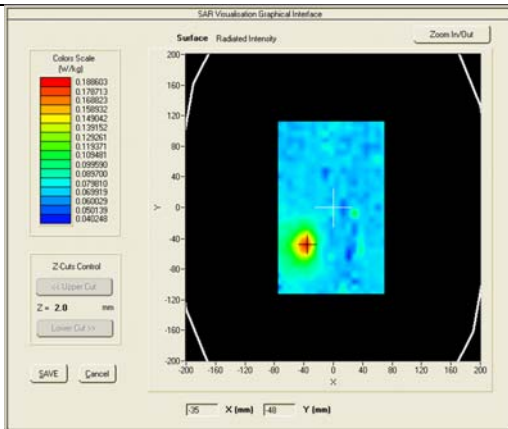 SAR Visualisation Graphical Interface
Surface Radiated Intensity
Zoom In/Out
Colors Scale
(W/kg)
0.188603
0.178713
0.168823
0.158932
0.149042
0.139152
0.129261
0.119371
0.109481
0.099590
0.089700
0.079810
0.069919
0.060029
0.050139
0.040248
Z-Cuts Control
<< Upper Cut
Z = 2.0 mm
Lower Cut >>
SAVE
Cancel
200
160
120
80
40
0
-40
-80
-120
-160
-200
Y
-200 -160 -120 -80 -40 0 40 80 120 160 200
X
-35 X (mm) -48 Y (mm)